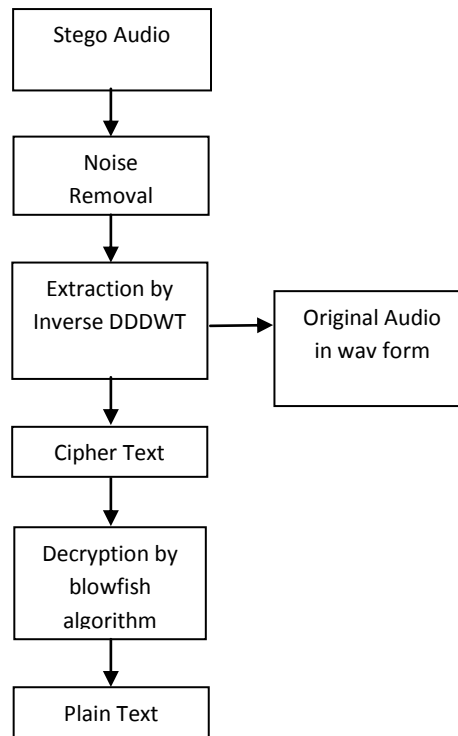 Stego Audio
Noise
Removal
Extraction by
Inverse DDDWT
Original Audio
in wav form
Cipher Text
Decryption by
blowfish
algorithm
Plain Text